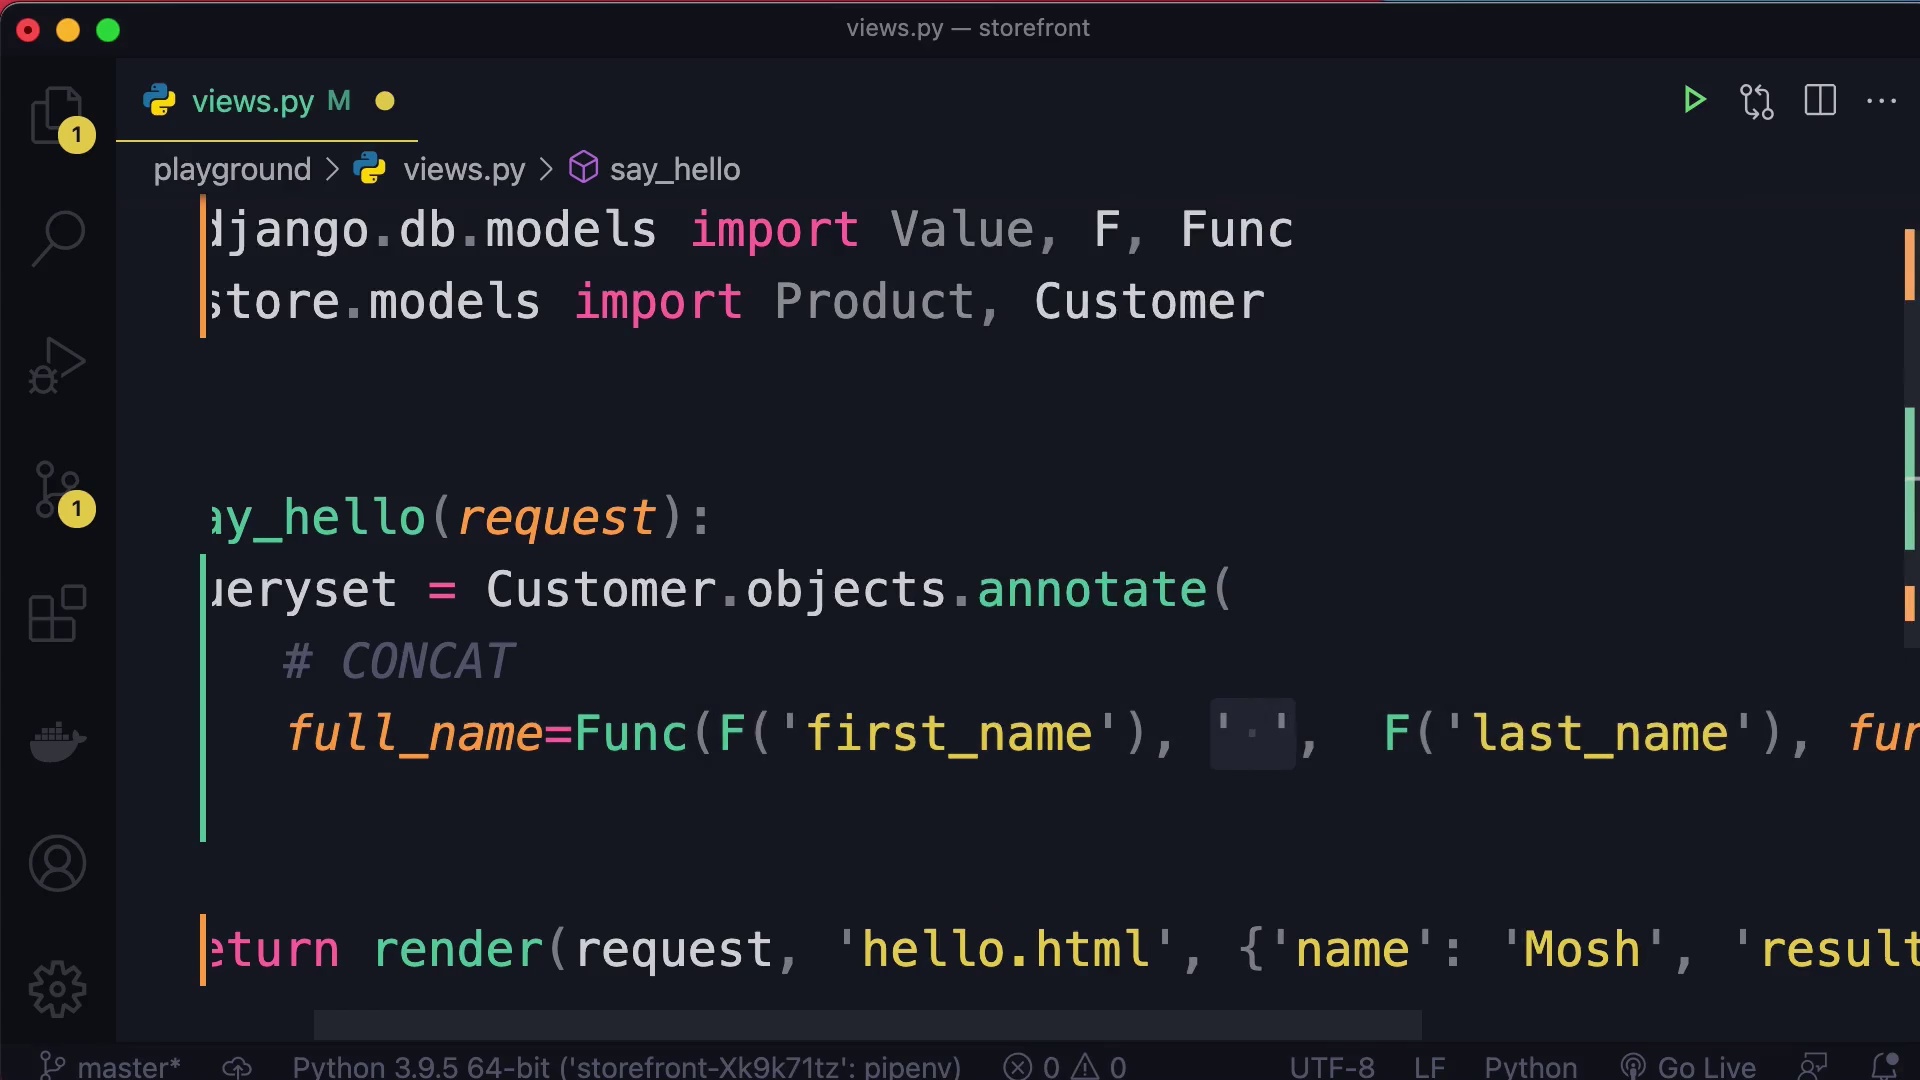 views.py — storefront
views.py M
1
playground > views.py > say_hello
django.db.models import Value, F, Func
store.models import Product, Customer
ay_hello(request):
ueryset = Customer.objects.annotate(
# CONCAT
full_name=Func(F('first_name'), ' ',  F('last_name'), fun
1
eturn render(request, 'hello.html', {'name': 'Mosh', 'result
master* Python 3.9.5 64-bit ('storefront-Xk9k71tz': pipenv) 0 0 UTF-8 LF Python Go Live